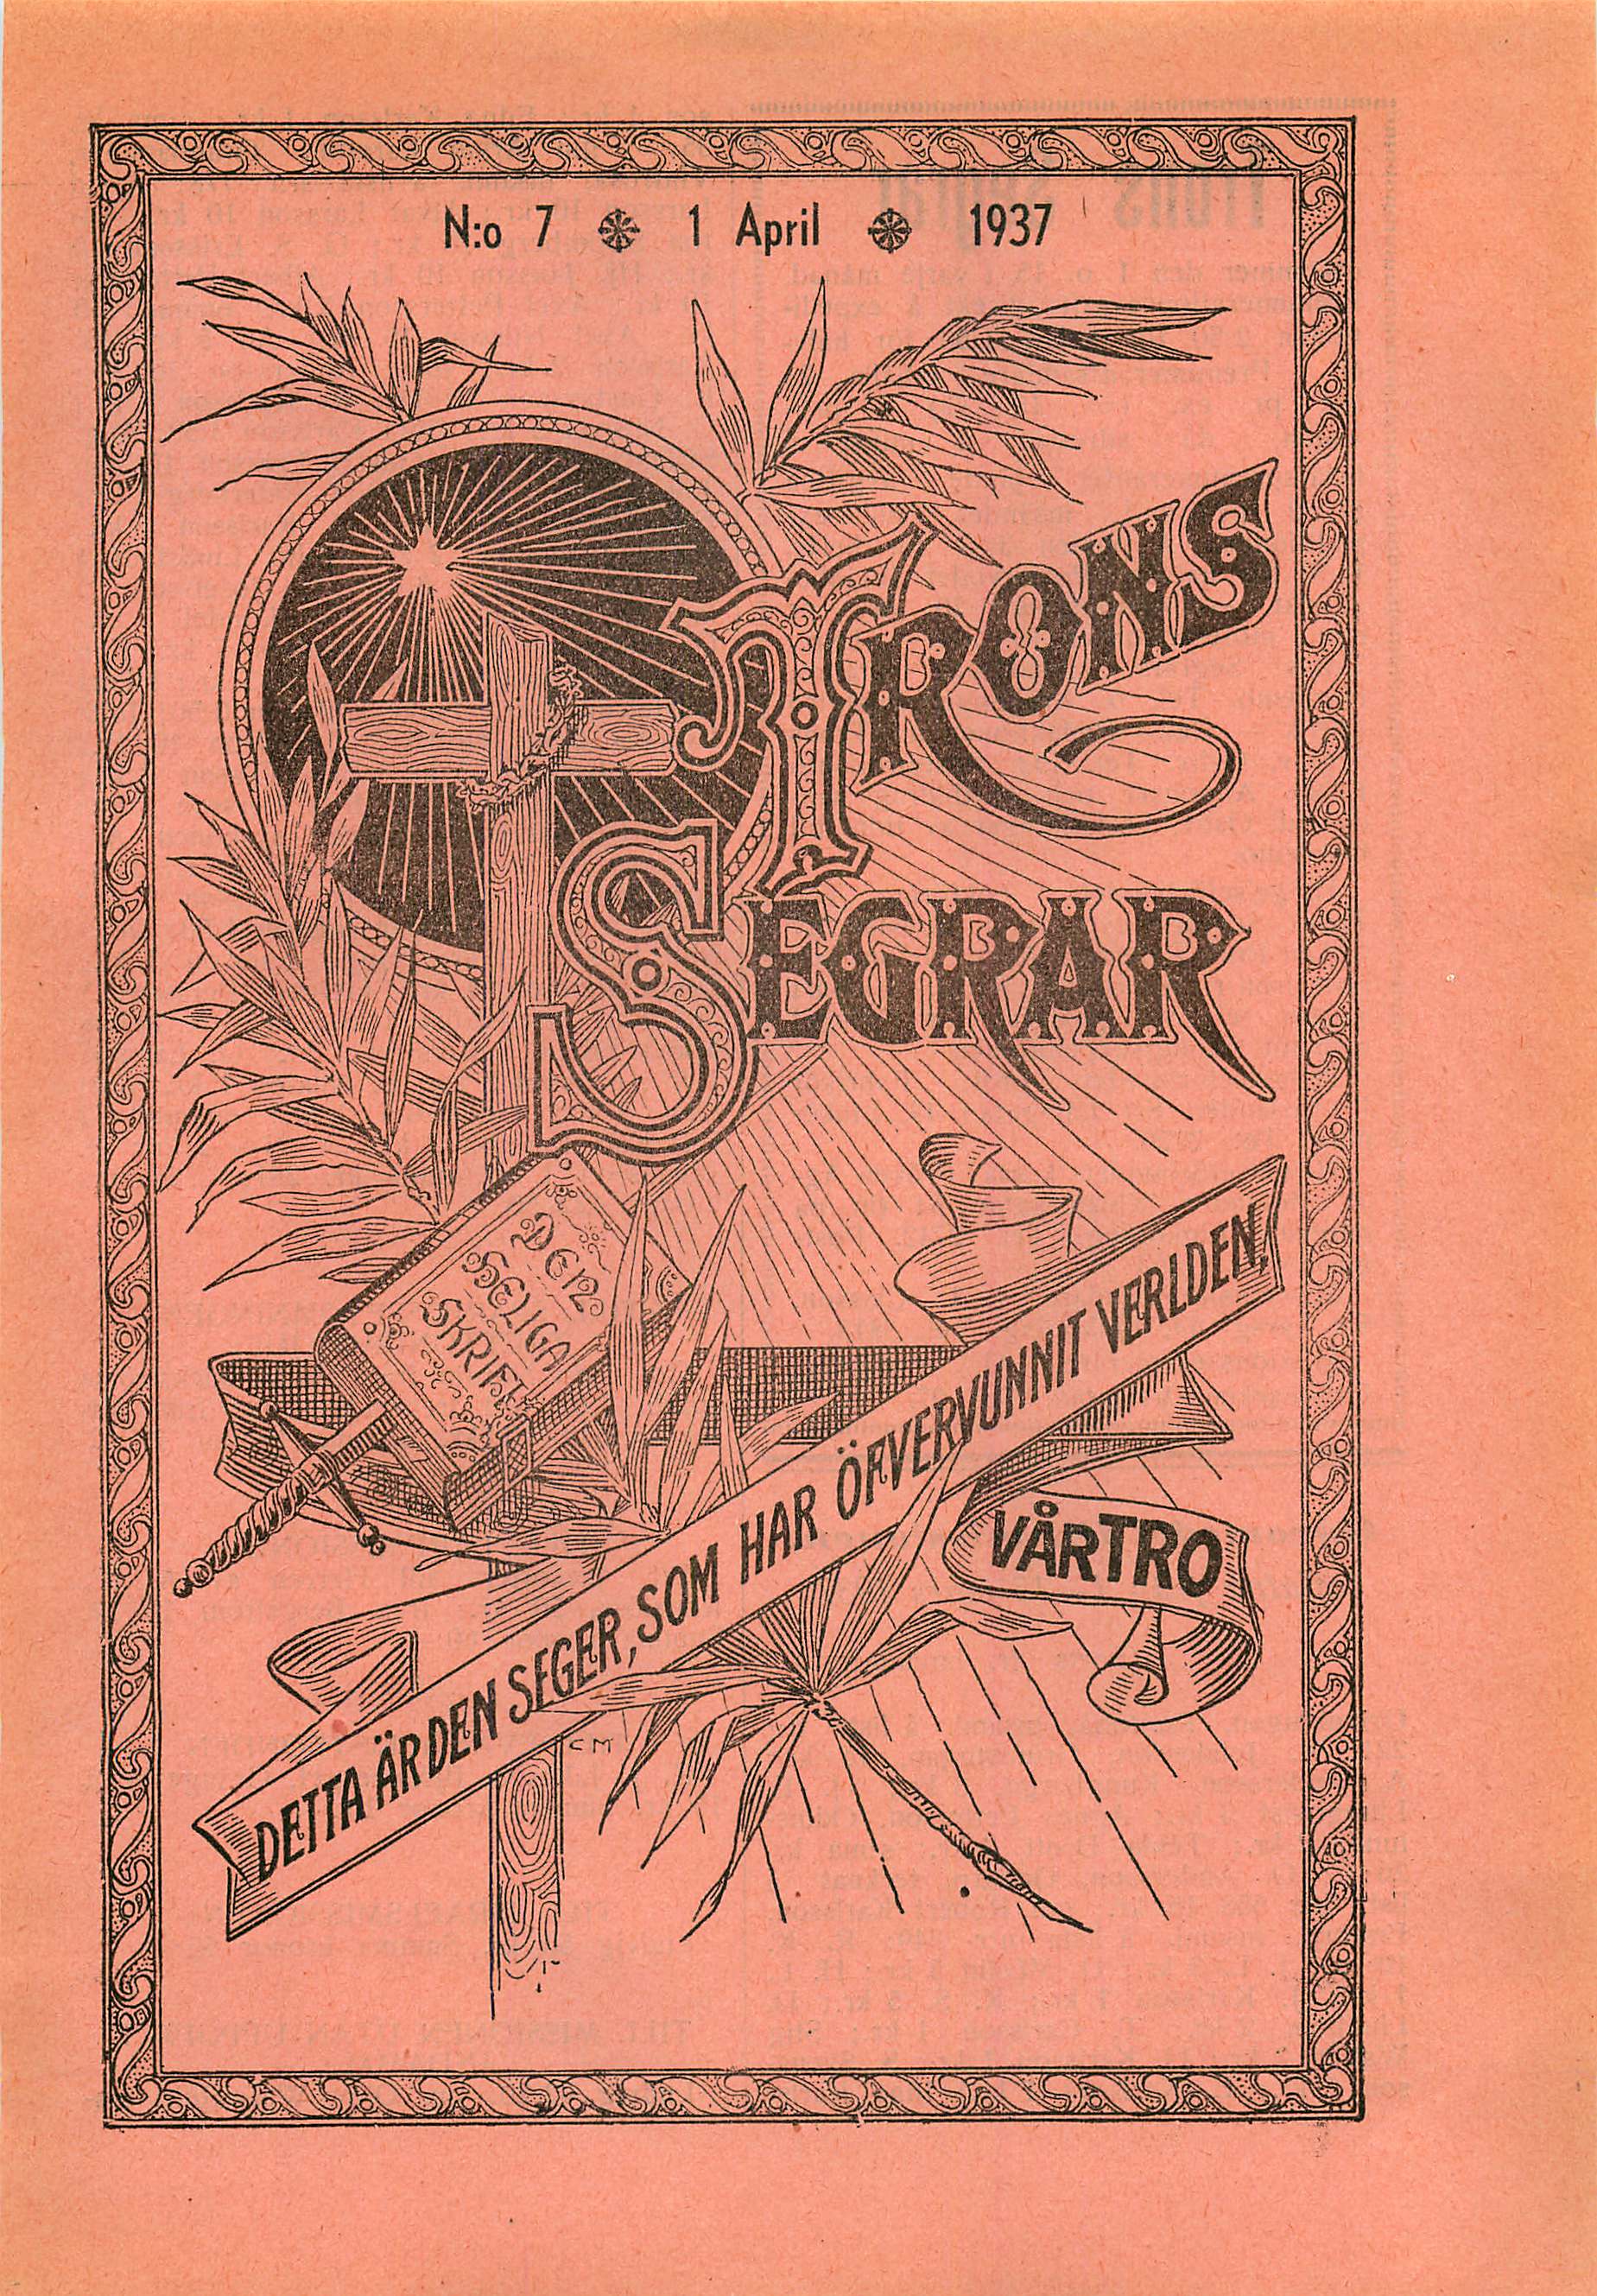 N:o 7 1 April 1937
TRONS
SEGRAR
DEN
HELIGA
SKRIFT
DETTA ÄR DEN SEGER, SOM HAR ÖFVERVUNNIT VERLDEN,
VÅR TRO
CM